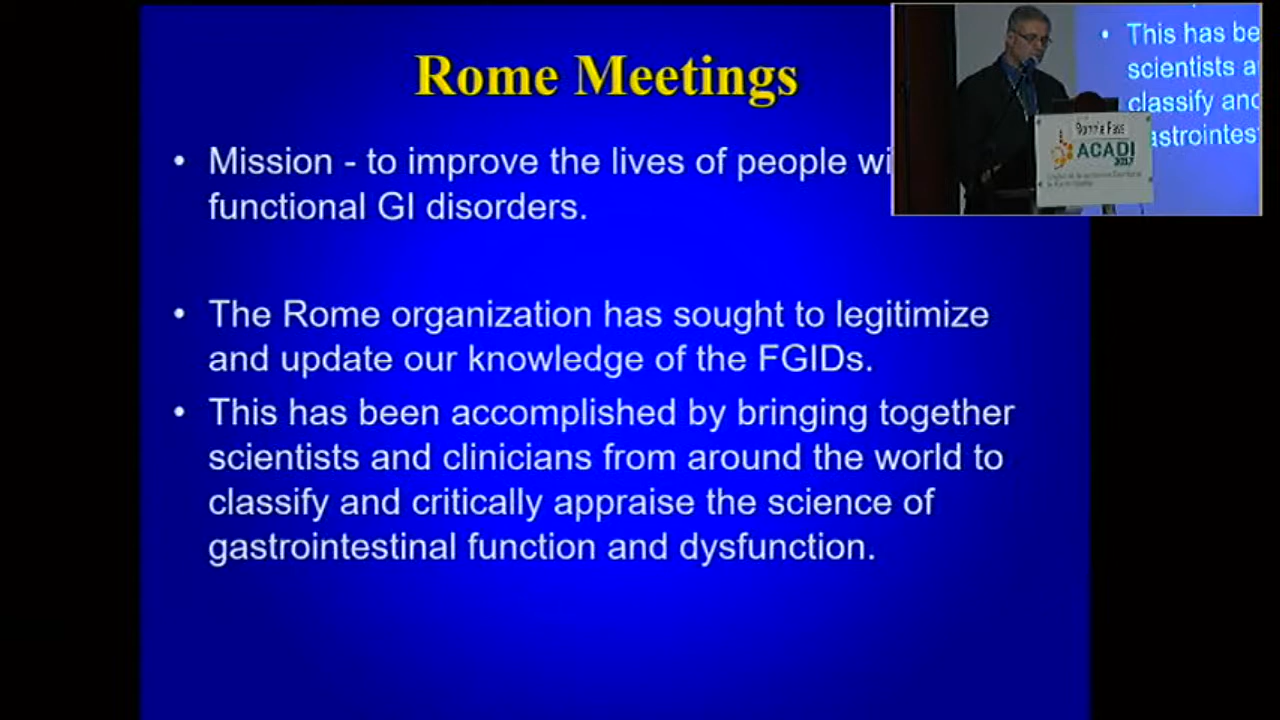 Rome Meetings
• Mission - to improve the lives of people wi
functional GI disorders.
• The Rome organization has sought to legitimize
and update our knowledge of the FGIDs.
• This has been accomplished by bringing together
scientists and clinicians from around the world to
classify and critically appraise the science of
gastrointestinal function and dysfunction.
• This has be
scientists a
classify and
gastrointes
Ronnie Fass
ACADI
2017